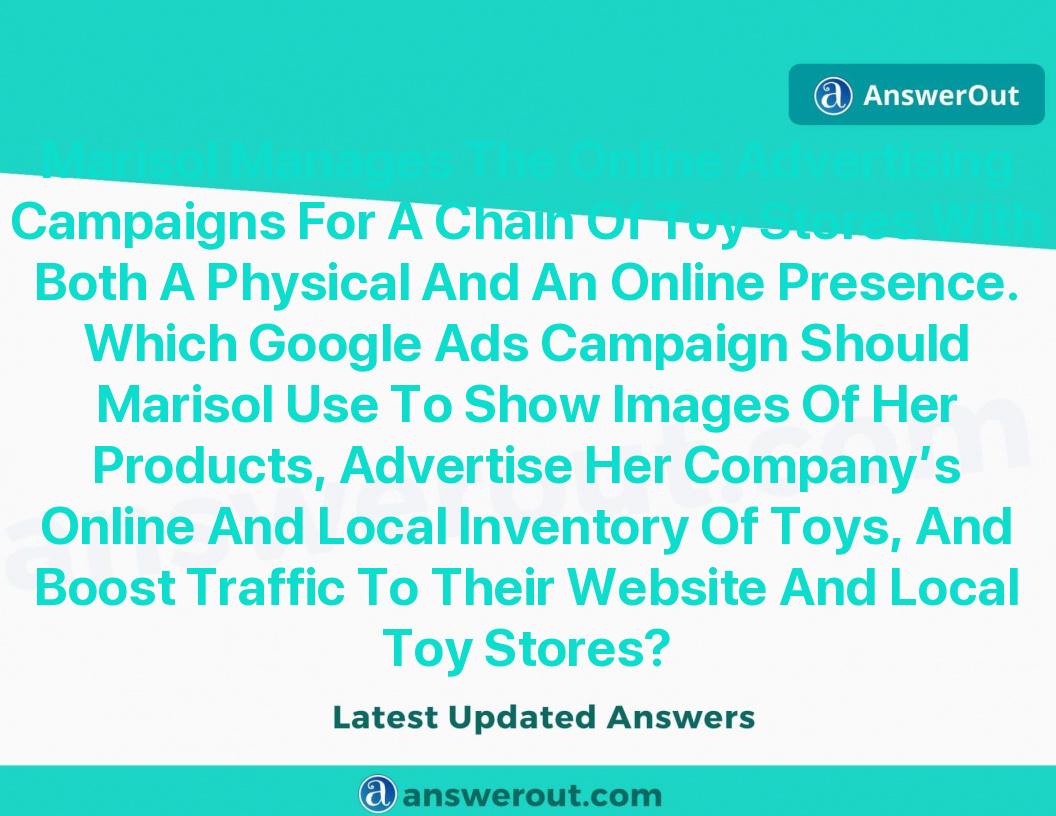 AnswerOut
Marisol Manages The Online Advertising
Campaigns For A Chain Of Toy Stores With
Both A Physical And An Online Presence.
Which Google Ads Campaign Should
Marisol Use To Show Images Of Her
Products, Advertise Her Company’s
Online And Local Inventory Of Toys, And
Boost Traffic To Their Website And Local
Toy Stores?
answerout.com
Latest Updated Answers
answerout.com